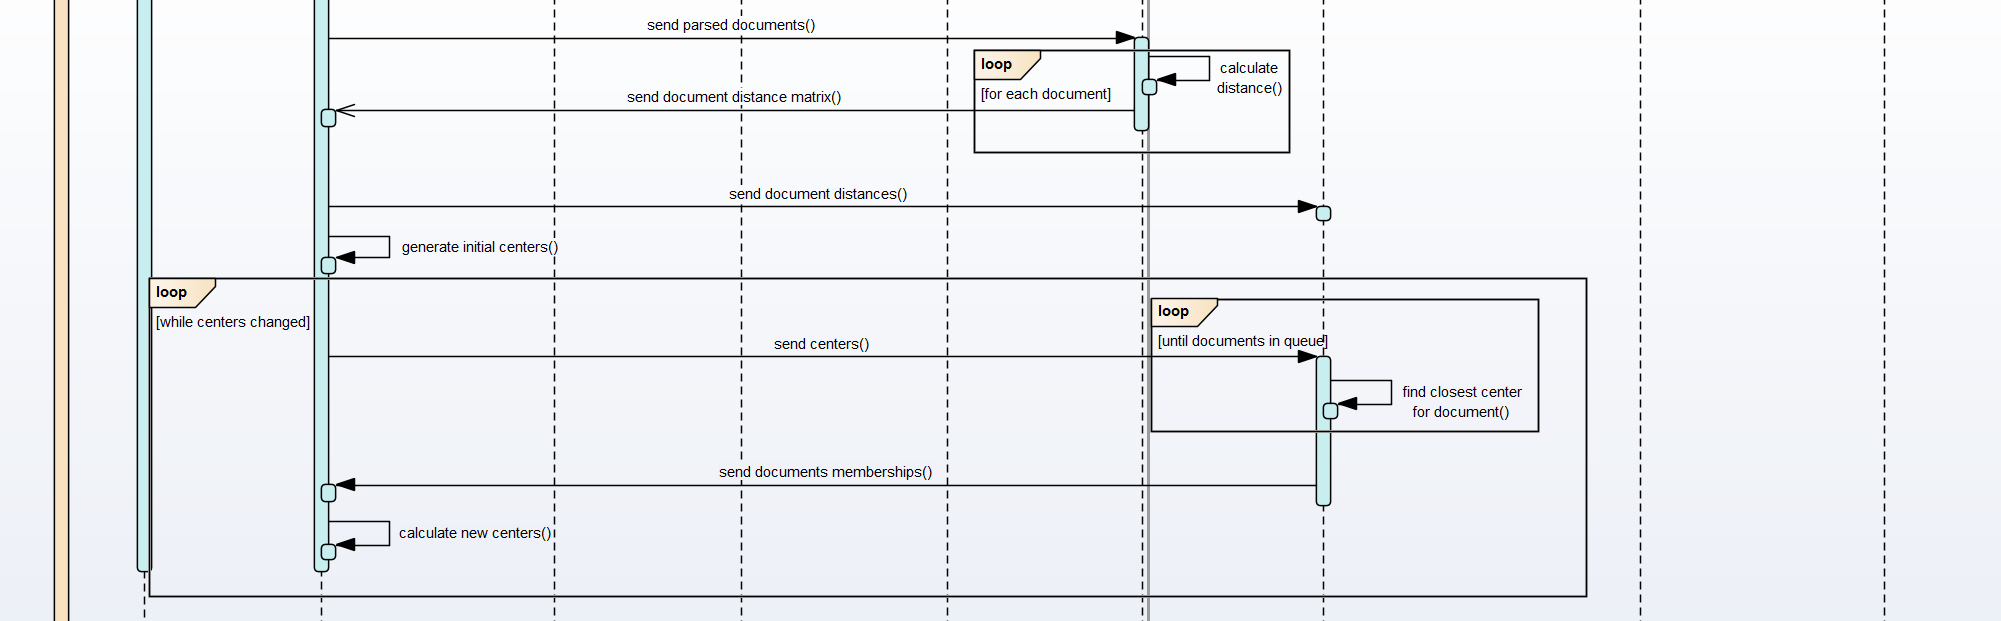 send parsed documents()
loop
calculate
distance()
[for each document]
send document distance matrix()
send document distances()
generate initial centers()
loop
[while centers changed]
loop
[until documents in queue]
send centers()
find closest center
for document()
send documents memberships()
calculate new centers()